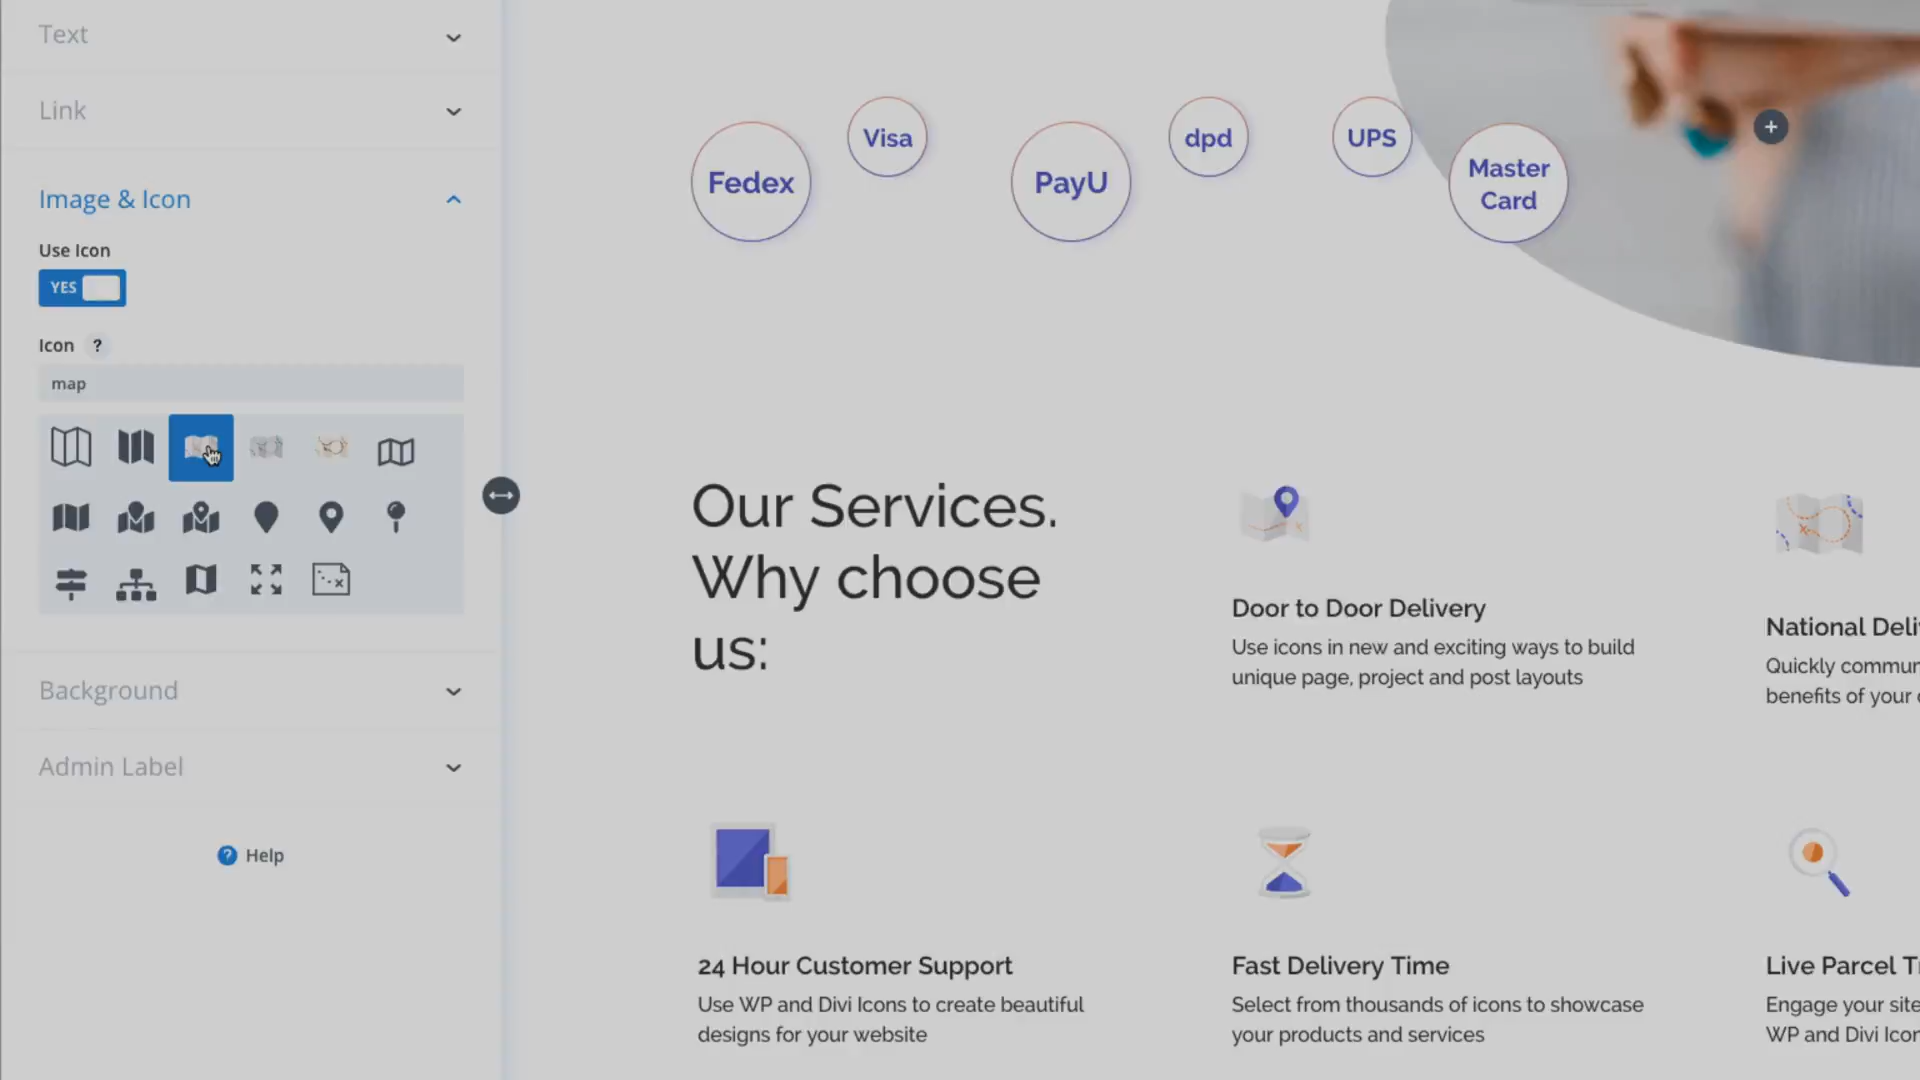 Text
Link
Image & Icon
Use Icon
YES
Icon ?
map
Background
Admin Label
? Help
Fedex
Visa
PayU
dpd
UPS
Master
Card
Our Services.
Why choose
us:
Door to Door Delivery
Use icons in new and exciting ways to build
unique page, project and post layouts
National Deli
Quickly commun
benefits of your
24 Hour Customer Support
Use WP and Divi Icons to create beautiful
designs for your website
Fast Delivery Time
Select from thousands of icons to showcase
your products and services
Live Parcel T
Engage your site
WP and Divi Icon